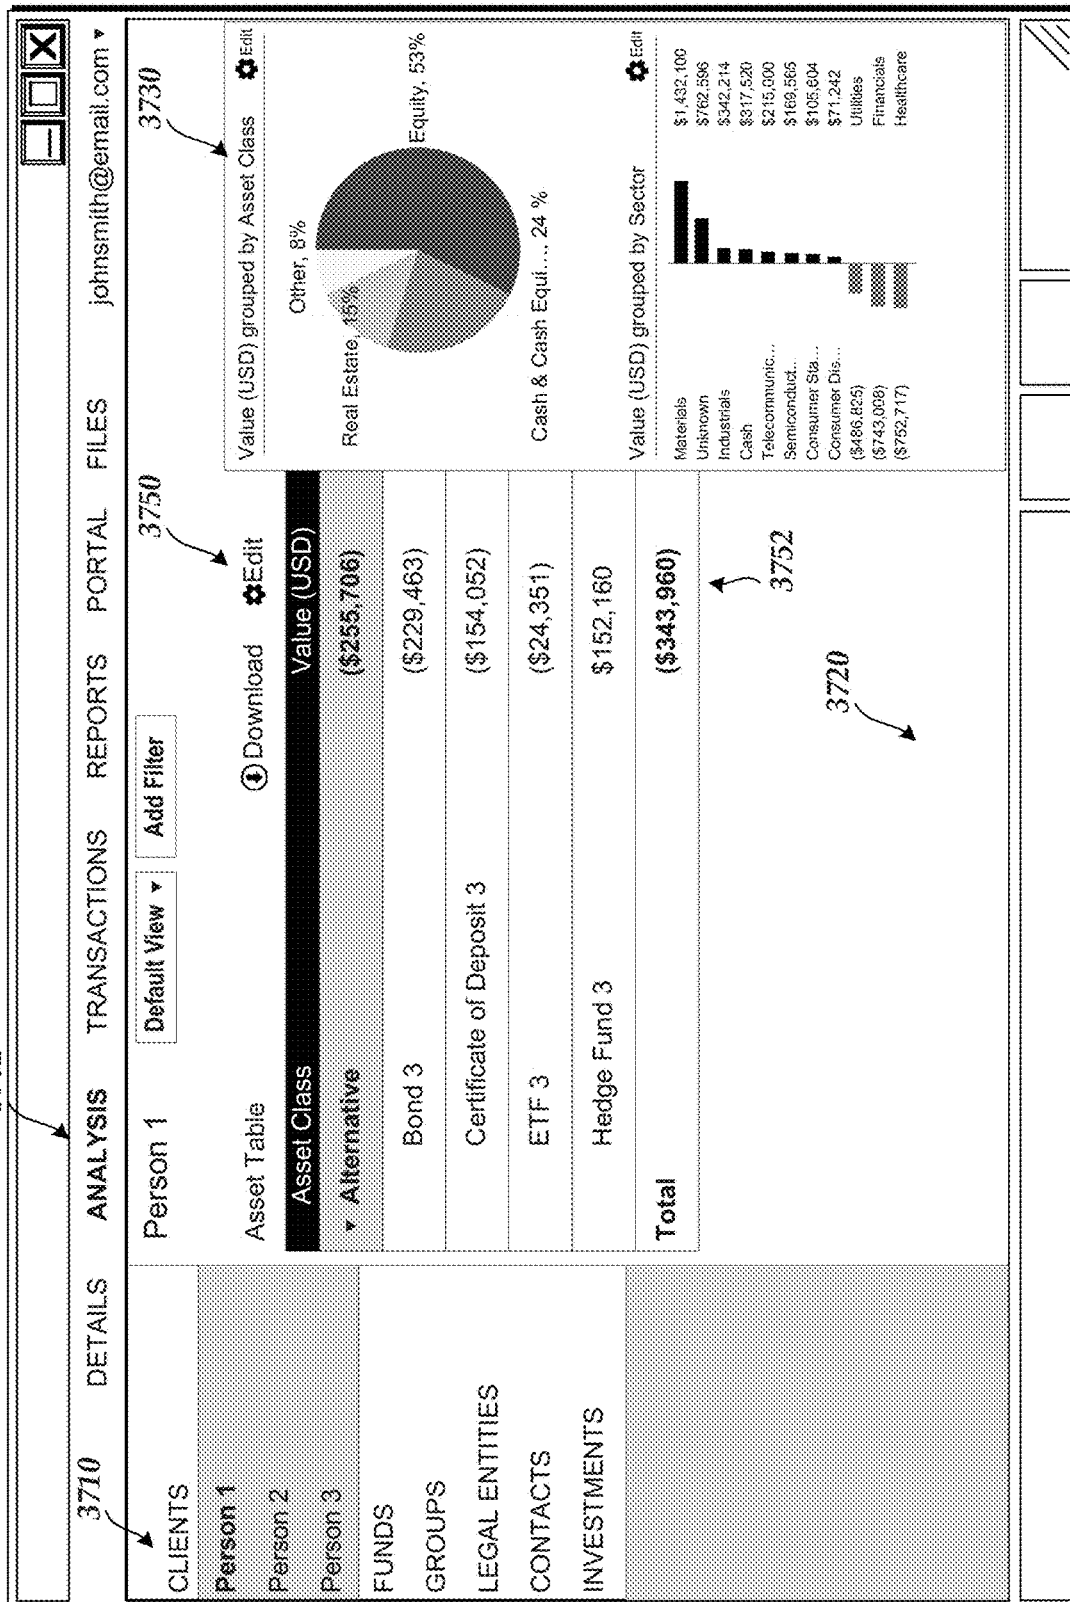 johnsmith@email.com ▾
DETAILS ANALYSIS TRANSACTIONS REPORTS PORTAL FILES
3710
3750
3730
CLIENTS
Person 1
Person 2
Person 3
FUNDS
GROUPS
LEGAL ENTITIES
CONTACTS
INVESTMENTS
Person 1 Default View ▾ Add Filter
Asset Table Download Edit
Asset Class Value (USD)
▾ Alternative ($255,706)
Bond 3 ($229,463)
Certificate of Deposit 3 ($154,052)
ETF 3 ($24,351)
Hedge Fund 3 $152,160
Total ($343,960)
3752
3720
Value (USD) grouped by Asset Class Edit
Other, 8%
Real Estate, 15%
Equity, 53%
Cash & Cash Equi..., 24 %
Value (USD) grouped by Sector Edit
Materials $1,432,100
Unknown $762,596
Industrials $342,214
Cash $317,520
Telecommunic... $215,000
Semiconduct... $169,565
Consumer Sta... $105,604
Consumer Dis... $71,242
($486,825) Utilities
($743,008) Financials
($752,717) Healthcare